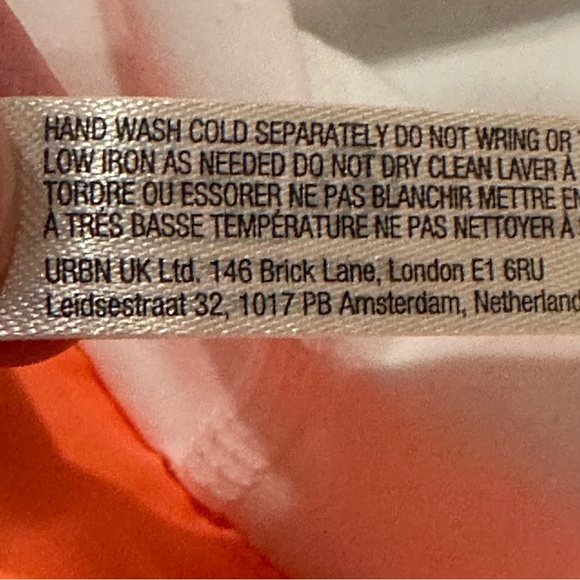 HAND WASH COLD SEPARATELY DO NOT WRING OR
LOW IRON AS NEEDED DO NOT DRY CLEAN LAVER À
TORDRE OU ESSORER NE PAS BLANCHIR METTRE EN
À TRÉS BASSE TEMPÉRATURE NE PAS NETTOYER À
URBN UK Ltd. 146 Brick Lane, London E1 6RU
Leidsestraat 32, 1017 PB Amsterdam, Netherland